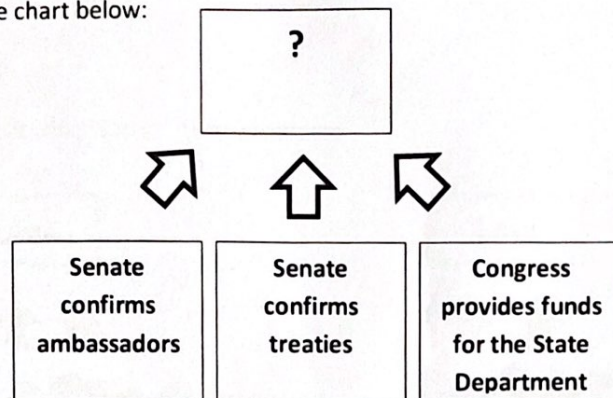 e chart below:
?
Senate
confirms
ambassadors
Senate
confirms
treaties
Congress
provides funds
for the State
Department